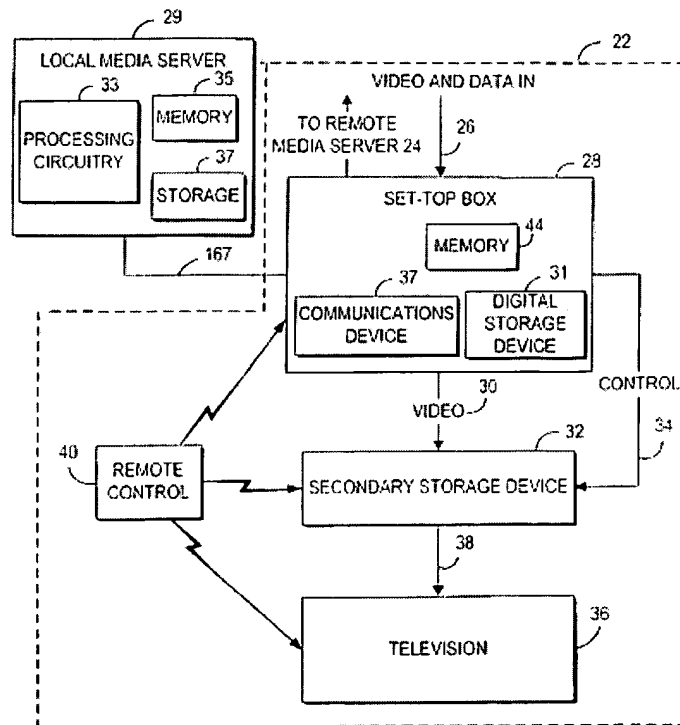 29
LOCAL MEDIA SERVER
33
35
PROCESSING
CIRCUITRY
MEMORY
37
STORAGE
22
VIDEO AND DATA IN
TO REMOTE
MEDIA SERVER 24
26
28
SET-TOP BOX
44
MEMORY
167
37
31
COMMUNICATIONS
DEVICE
DIGITAL
STORAGE
DEVICE
CONTROL
30
VIDEO
32
34
40
REMOTE
CONTROL
SECONDARY STORAGE DEVICE
38
TELEVISION
36